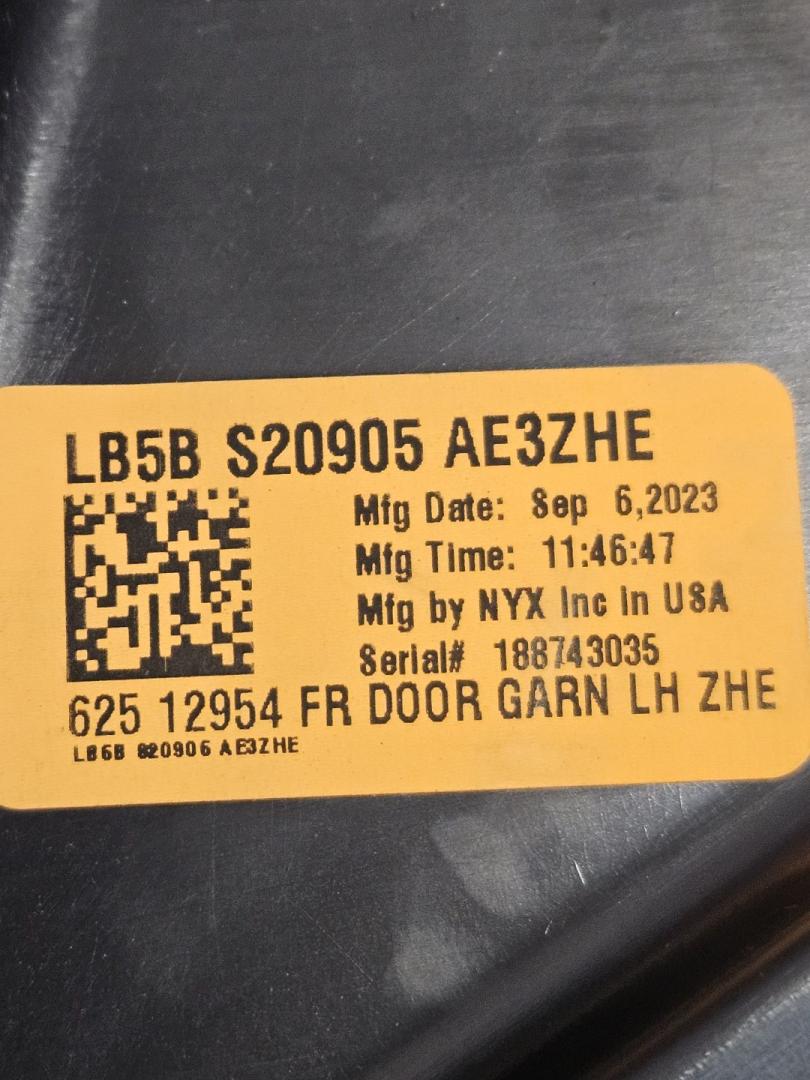 LB5B S20905 AE3ZHE
Mfg Date: Sep 6,2023
Mfg Time: 11:46:47
Mfg by NYX Inc in USA
Serial# 188743035
625 12954 FR DOOR GARN LH ZHE
LB5B S20905 AE3ZHE